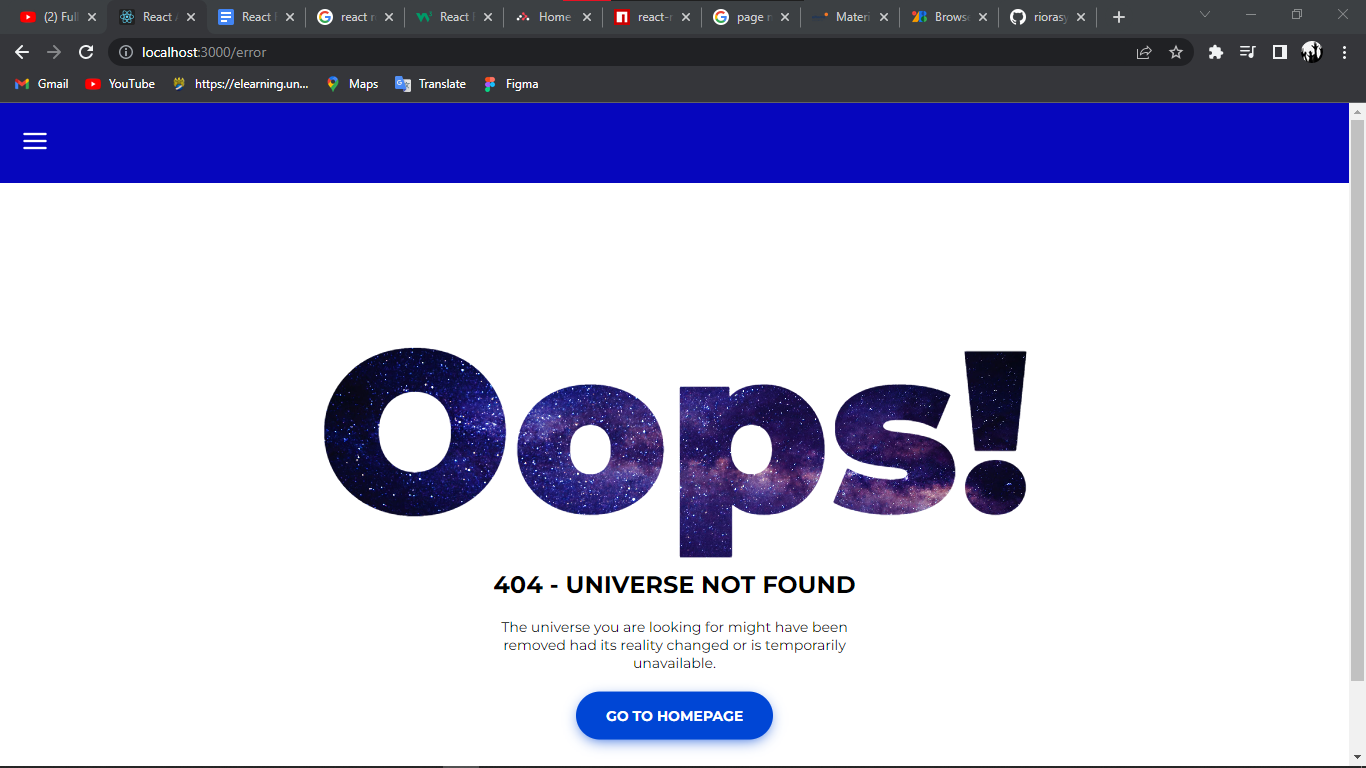 (2) Ful
React
React
react r
React
Home
react-r
page n
Materi
Brows
riorasy
localhost:3000/error
Gmail
YouTube
https://elearning.un...
Maps
Translate
Figma
Oops!
404 - UNIVERSE NOT FOUND
The universe you are looking for might have been
removed had its reality changed or is temporarily
unavailable.
GO TO HOMEPAGE